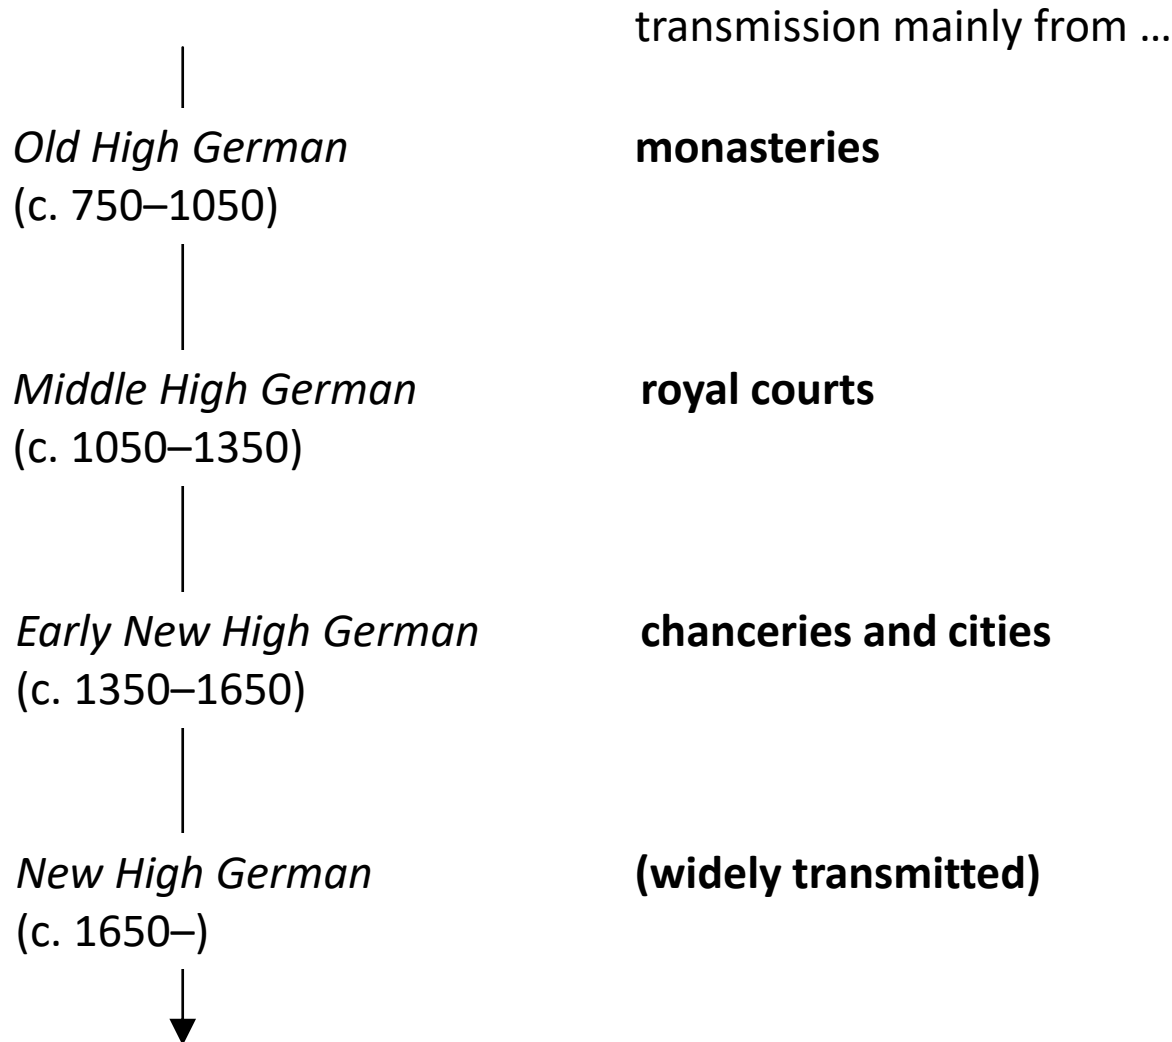 transmission mainly from …
Old High German monasteries
(c. 750–1050)
Middle High German royal courts
(c. 1050–1350)
Early New High German chanceries and cities
(c. 1350–1650)
New High German (widely transmitted)
(c. 1650–)